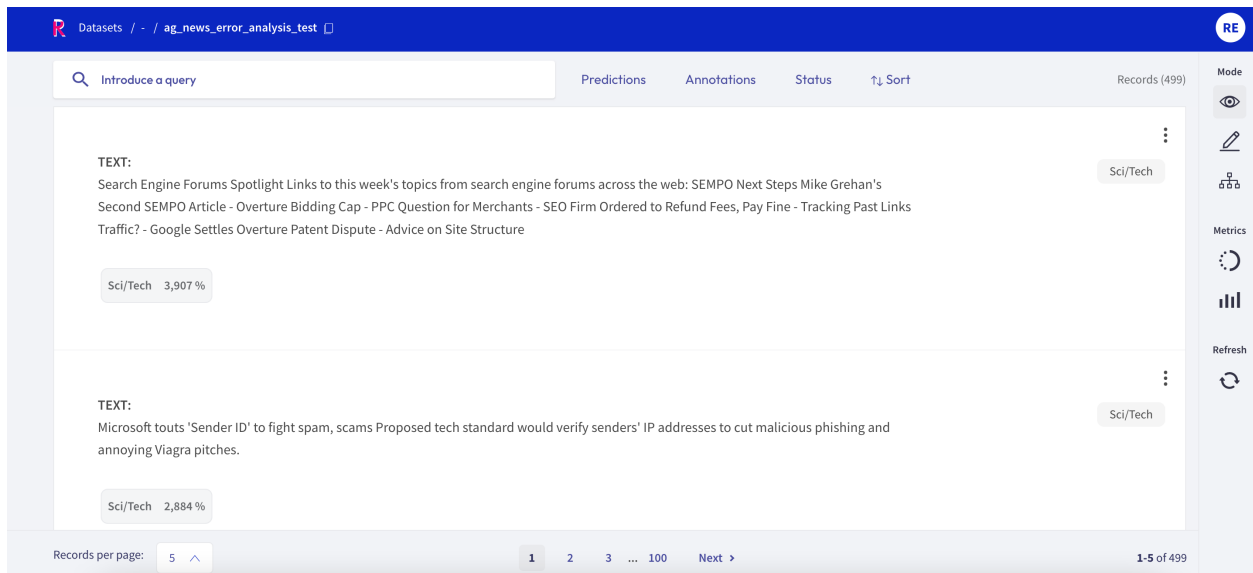 Datasets / - / ag_news_error_analysis_test
RE
Introduce a query
Predictions
Annotations
Status
Sort
Records (499)
Mode
TEXT:
Sci/Tech
Search Engine Forums Spotlight Links to this week's topics from search engine forums across the web: SEMPO Next Steps Mike Grehan's
Second SEMPO Article - Overture Bidding Cap - PPC Question for Merchants - SEO Firm Ordered to Refund Fees, Pay Fine - Tracking Past Links
Traffic? - Google Settles Overture Patent Dispute - Advice on Site Structure
Sci/Tech 3,907 %
Metrics
Refresh
TEXT:
Sci/Tech
Microsoft touts 'Sender ID' to fight spam, scams Proposed tech standard would verify senders' IP addresses to cut malicious phishing and
annoying Viagra pitches.
Sci/Tech 2,884 %
Records per page: 5
1 2 3 ... 100 Next >
1-5 of 499